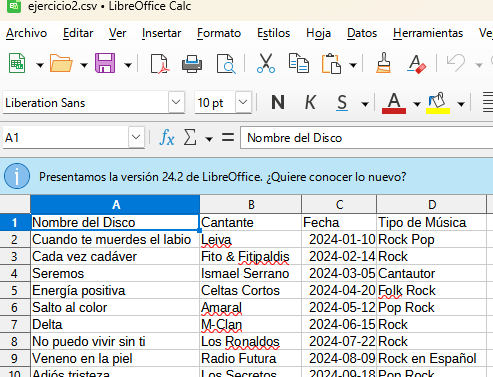 ejercicio2.csv • LibreOffice Calc
Archivo Editar Ver Insertar Formato Estilos Hoja Datos Herramientas
Liberation Sans 10 pt N K S A
A1 fx Σ = Nombre del Disco
Presentamos la versión 24.2 de LibreOffice. ¿Quiere conocer lo nuevo?
A B C D
1 Nombre del Disco Cantante Fecha Tipo de Música
2 Cuando te muerdes el labio Leiva 2024-01-10 Rock Pop
3 Cada vez cadáver Fito & Fitipaldis 2024-02-14 Rock
4 Seremos Ismael Serrano 2024-03-05 Cantautor
5 Energía positiva Celtas Cortos 2024-04-20 Folk Rock
6 Salto al color Amaral 2024-05-12 Pop Rock
7 Delta M-Clan 2024-06-15 Rock
8 No puedo vivir sin ti Los Ronaldos 2024-07-22 Rock
9 Veneno en la piel Radio Futura 2024-08-09 Rock en Español
10 Adiós tristeza Los Secretos 2024-09-18 Pop Rock